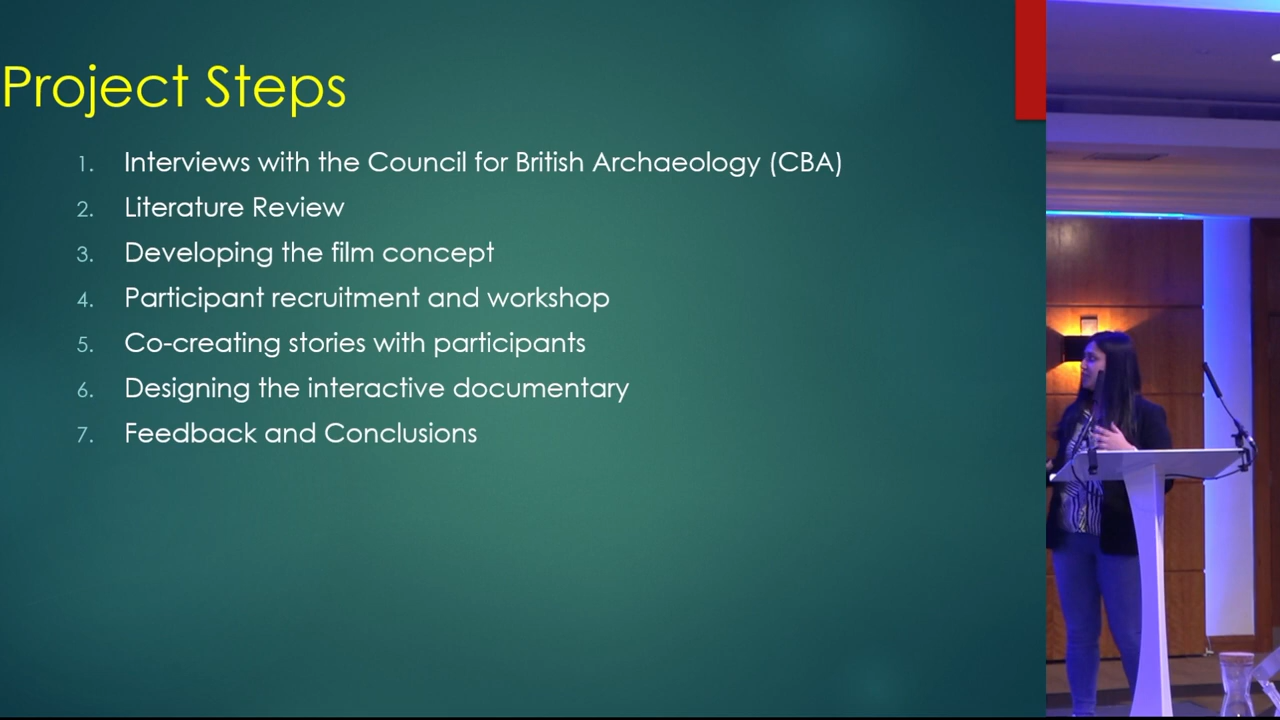 Project Steps
1. Interviews with the Council for British Archaeology (CBA)
2. Literature Review
3. Developing the film concept
4. Participant recruitment and workshop
5. Co-creating stories with participants
6. Designing the interactive documentary
7. Feedback and Conclusions